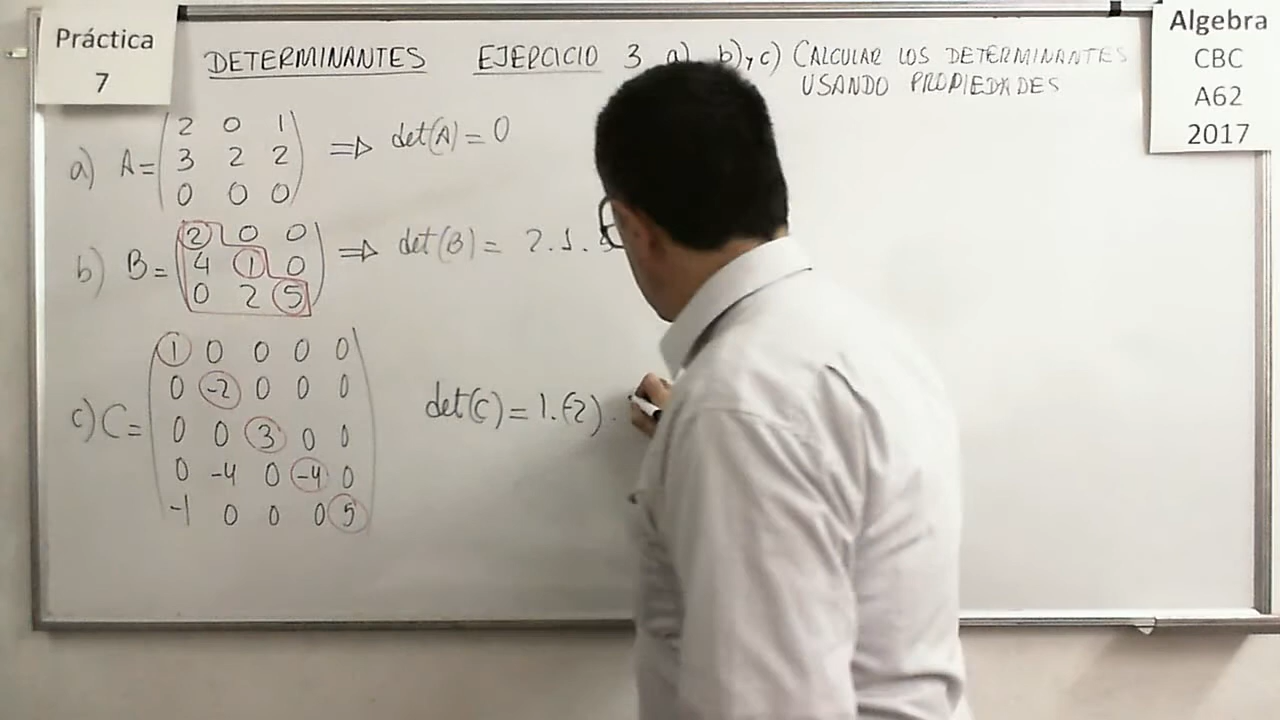 Práctica
7
DETERMINANTES EJERCICIO 3 a) b), c) CALCULAR LOS DETERMINANTES
USANDO PROPIEDADES
Algebra
CBC
A62
2017
a) A = ( 2 0 1 ) ⇒ det(A) = 0
3 2 2
0 0 0
b) B = ( 2 0 0 ) ⇒ det(B) = 2.1.
4 1 0
0 2 5
c) C = ( 1 0 0 0 0 )
0 -2 0 0 0
0 0 3 0 0
0 -4 0 -4 0
-1 0 0 0 5
det(C) = 1.(-2).